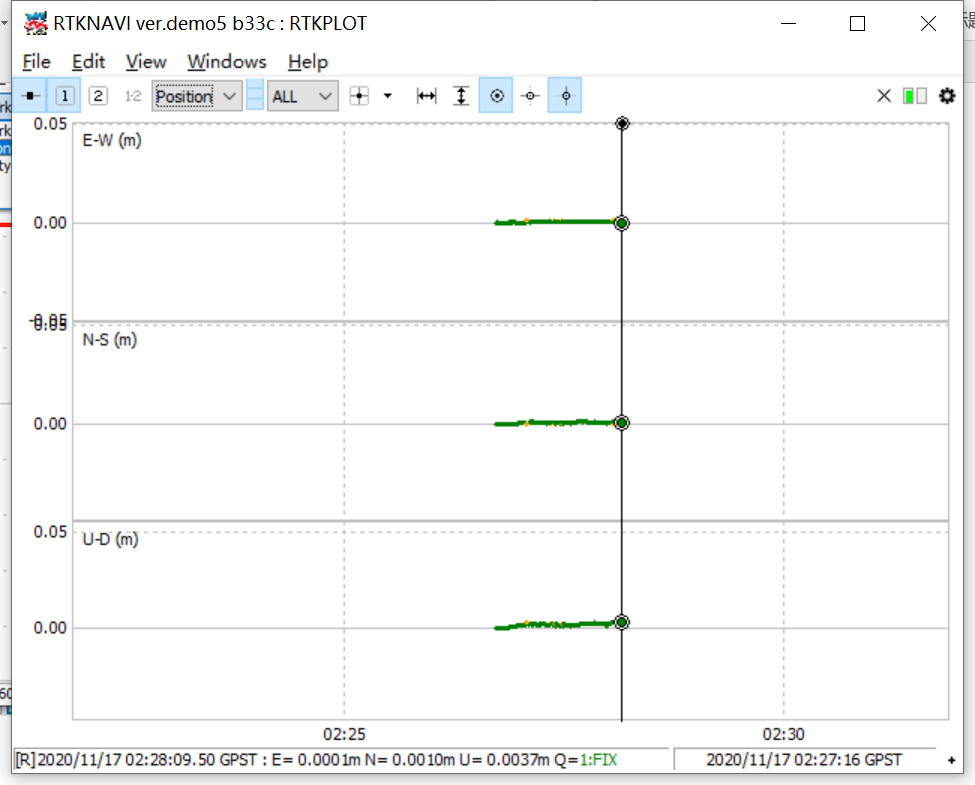 RTKNAVI ver.demo5 b33c : RTKPLOT
File Edit View Windows Help
1 2 1-2 Position ALL
0.05
E-W (m)
0.00
-0.05
0.05
N-S (m)
0.00
0.05
U-D (m)
0.00
02:25 02:30
[R]2020/11/17 02:28:09.50 GPST : E= 0.0001m N= 0.0010m U= 0.0037m Q=1:FIX 2020/11/17 02:27:16 GPST